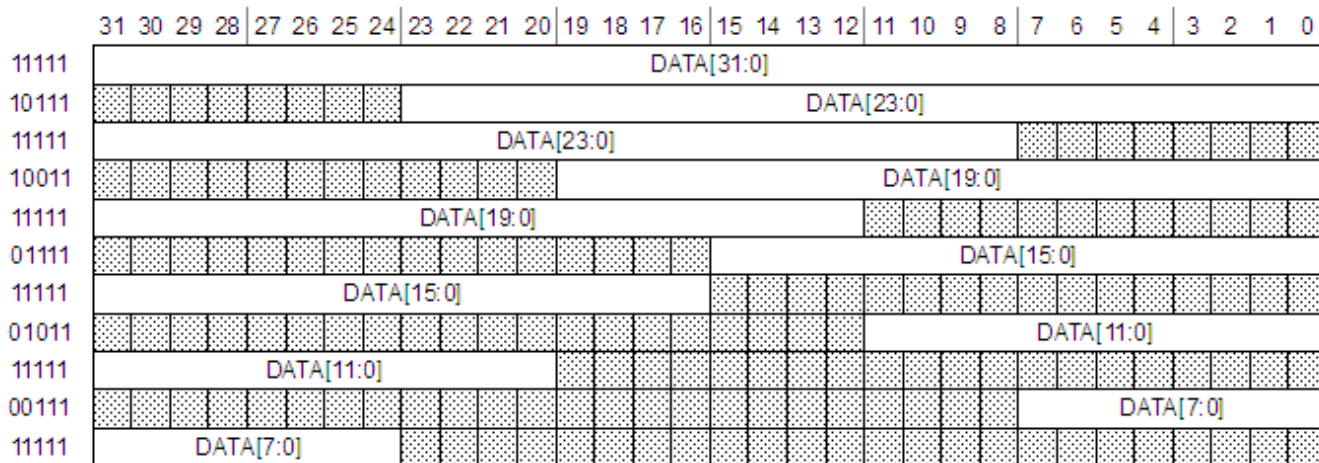 31 30 29 28 27 26 25 24 23 22 21 20 19 18 17 16 15 14 13 12 11 10 9 8 7 6 5 4 3 2 1 0
11111 DATA[31:0]
10111 DATA[23:0]
11111 DATA[23:0]
10011 DATA[19:0]
11111 DATA[19:0]
01111 DATA[15:0]
11111 DATA[15:0]
01011 DATA[11:0]
11111 DATA[11:0]
00111 DATA[7:0]
11111 DATA[7:0]